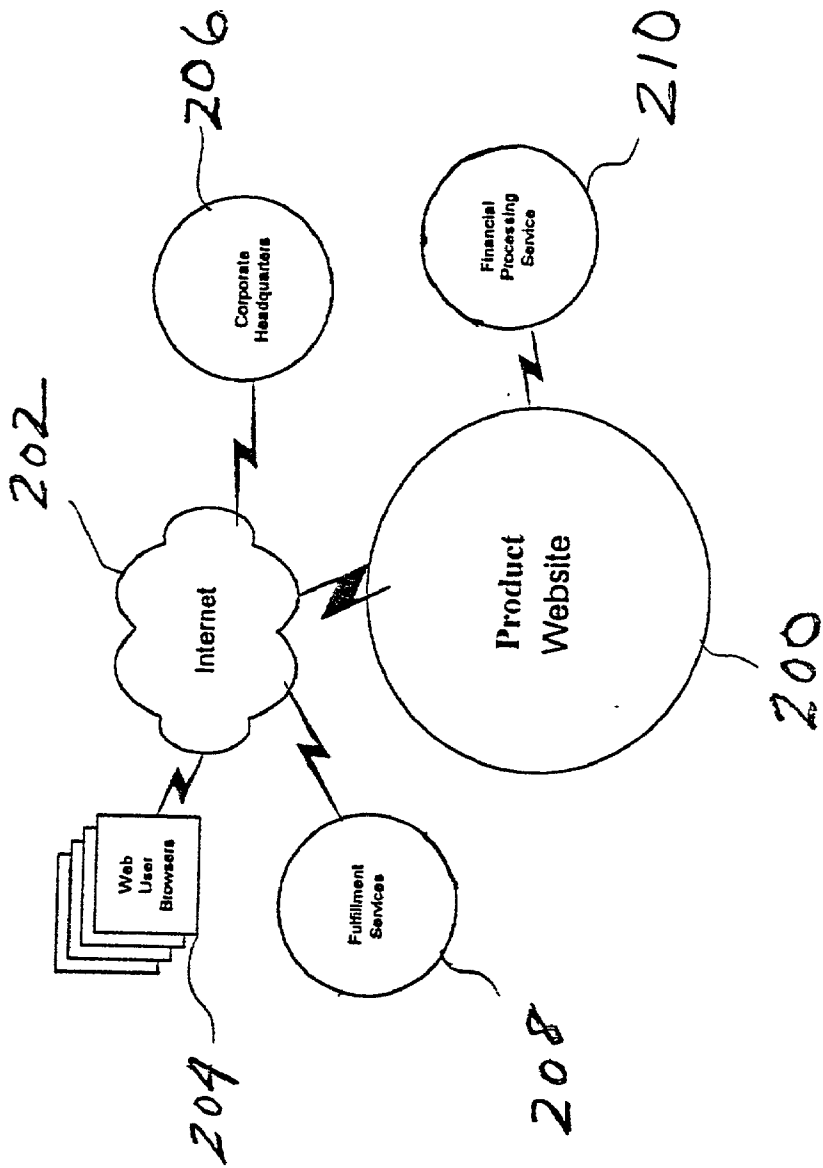 202
206
204
Web
User
Browsers
Internet
Corporate
Headquarters
Fulfillment
Services
208
Product
Website
200
Financial
Processing
Service
210